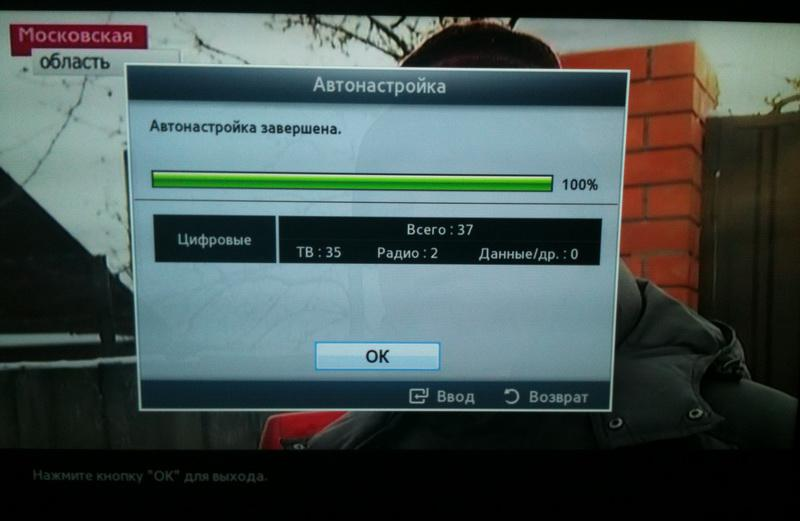 Московская
область
Автонастройка
Автонастройка завершена.
100%
Цифровые
Всего : 37
ТВ : 35 Радио : 2 Данные/др. : 0
OK
Ввод Возврат
Нажмите кнопку "OK" для выхода.